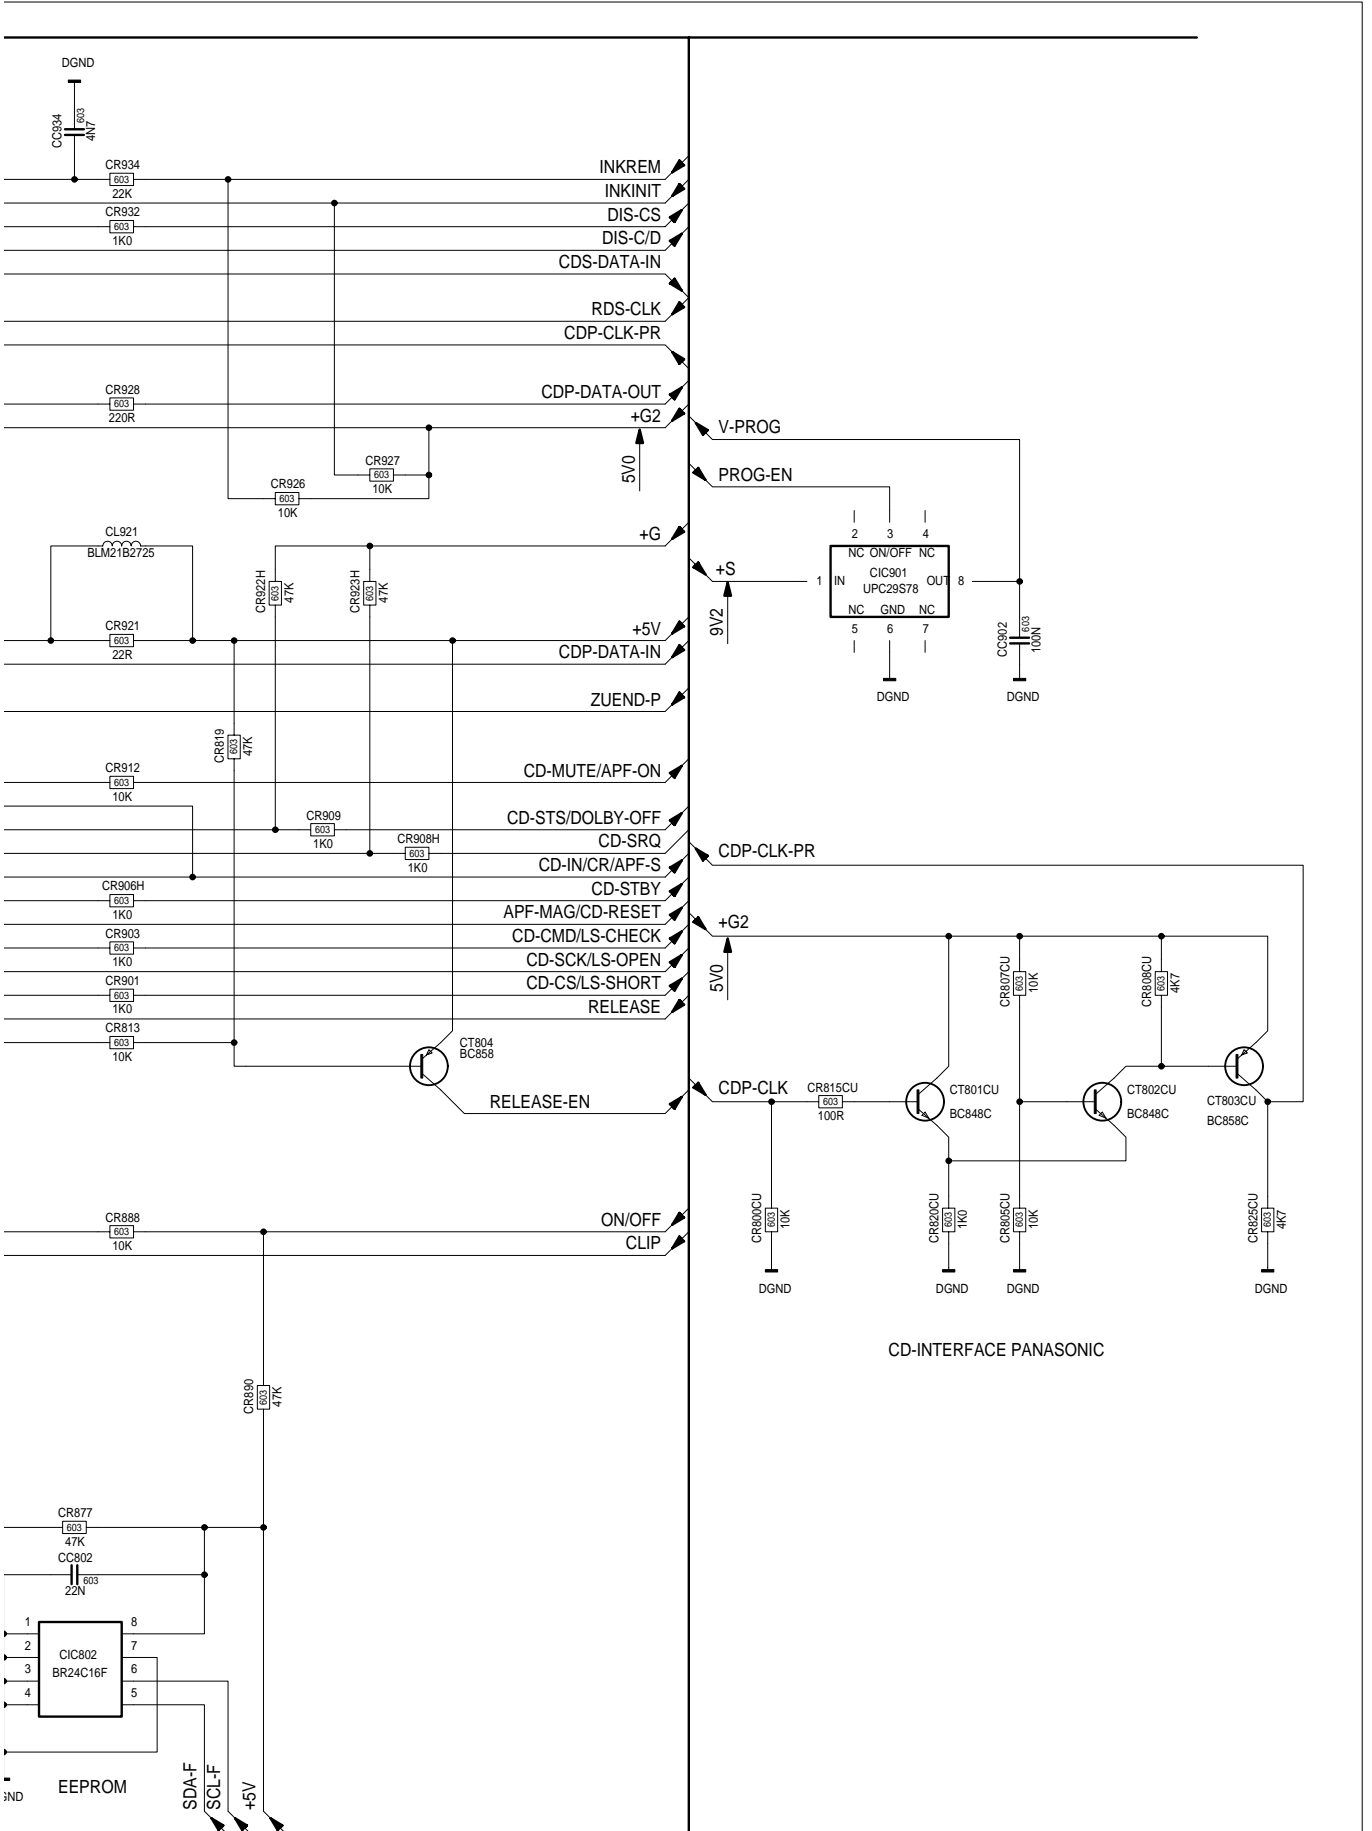 DGND
CC934
603
4N7
CR934
603
22K
INKREM
INKINIT
CR932
603
1K0
DIS-CS
DIS-C/D
CDS-DATA-IN
RDS-CLK
CDP-CLK-PR
CR928
603
220R
CDP-DATA-OUT
+G2
5V0
CR927
603
10K
CR926
603
10K
V-PROG
PROG-EN
CL921
BLM21B2725
+G
CR922H
603
47K
CR923H
603
47K
+S
9V2
2 3 4
NC ON/OFF NC
CIC901
UPC29S78
1 IN
OUT 8
NC GND NC
5 6 7
CC902
603
100N
DGND
DGND
CR921
603
22R
+5V
CDP-DATA-IN
ZUEND-P
CR819
603
47K
CR912
603
10K
CD-MUTE/APF-ON
CR909
603
1K0
CD-STS/DOLBY-OFF
CR908H
603
1K0
CD-SRQ
CD-IN/CR/APF-S
CDP-CLK-PR
CR906H
603
1K0
CD-STBY
APF-MAG/CD-RESET
CR903
603
1K0
CD-CMD/LS-CHECK
CD-SCK/LS-OPEN
CR901
603
1K0
CD-CS/LS-SHORT
RELEASE
CR813
603
10K
CT804
BC858
RELEASE-EN
+G2
5V0
CR807CU
603
10K
CR808CU
603
4K7
CDP-CLK
CR815CU
603
100R
CT801CU
BC848C
CT802CU
BC848C
CT803CU
BC858C
CR800CU
603
10K
CR820CU
603
1K0
CR805CU
603
10K
CR825CU
603
4K7
DGND
DGND
DGND
DGND
CR888
603
10K
ON/OFF
CLIP
CD-INTERFACE PANASONIC
CR890
603
47K
CR877
603
47K
CC802
603
22N
1
2
3
4
CIC802
BR24C16F
8
7
6
5
EEPROM
SDA-F
SCL-F
+5V